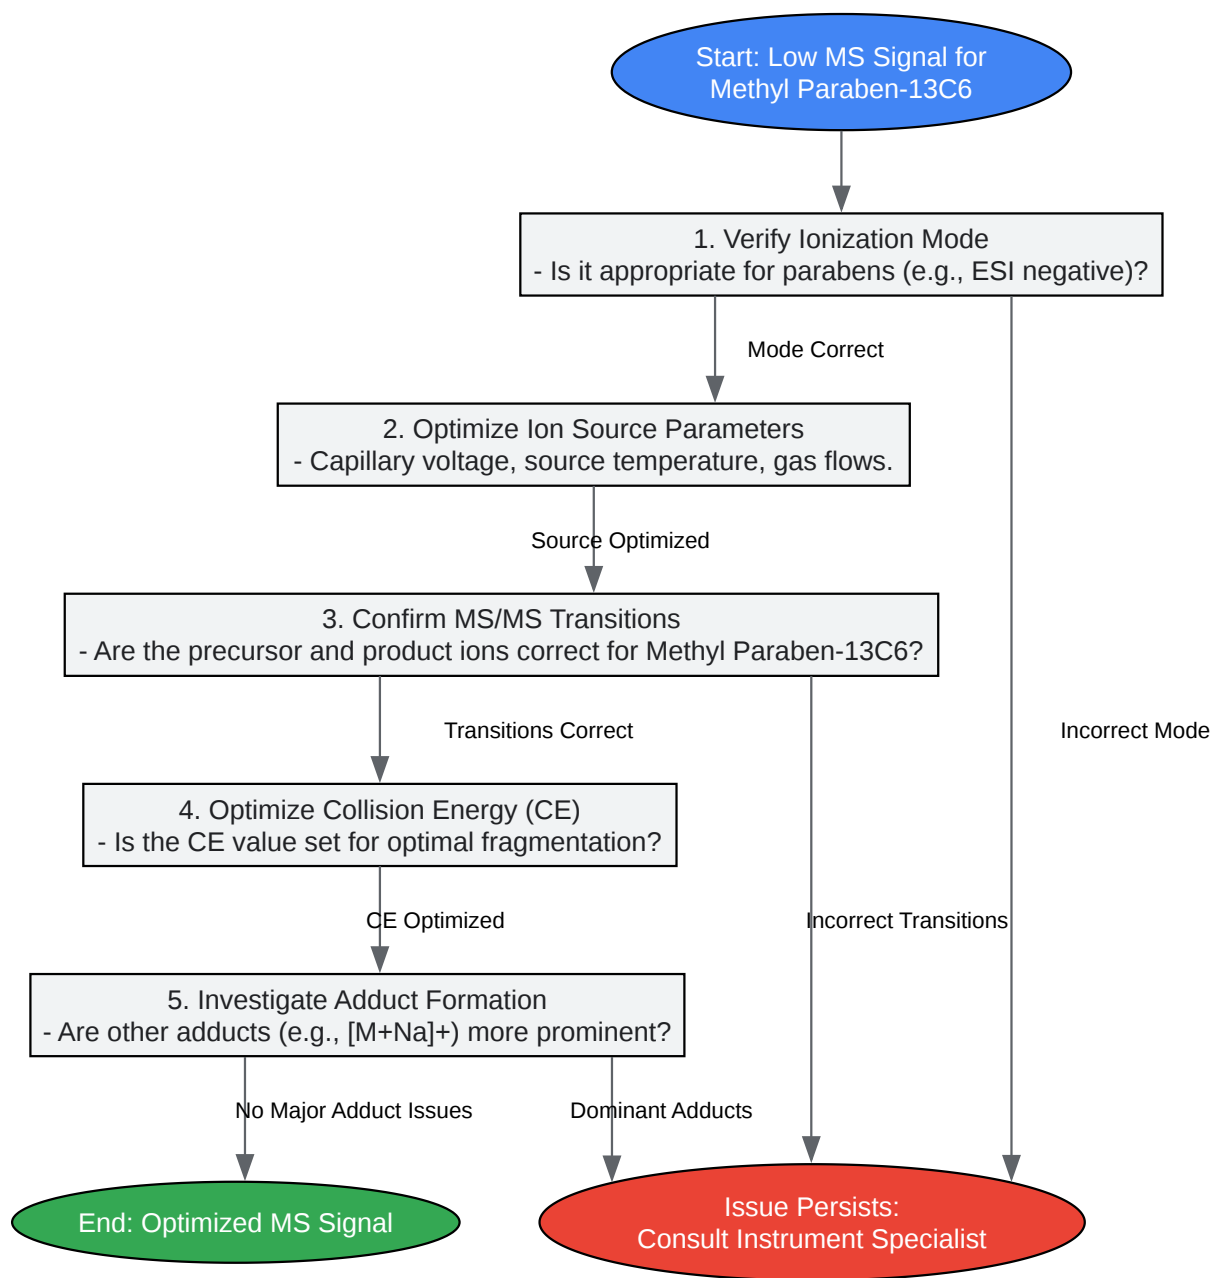 Start: Low MS Signal for
Methyl Paraben-13C6
1. Verify Ionization Mode
- Is it appropriate for parabens (e.g., ESI negative)?
Mode Correct
2. Optimize Ion Source Parameters
- Capillary voltage, source temperature, gas flows.
Source Optimized
3. Confirm MS/MS Transitions
- Are the precursor and product ions correct for Methyl Paraben-13C6?
Transitions Correct
Incorrect Mode
4. Optimize Collision Energy (CE)
- Is the CE value set for optimal fragmentation?
CE Optimized
Incorrect Transitions
5. Investigate Adduct Formation
- Are other adducts (e.g., [M+Na]+) more prominent?
No Major Adduct Issues
Dominant Adducts
End: Optimized MS Signal
Issue Persists:
Consult Instrument Specialist